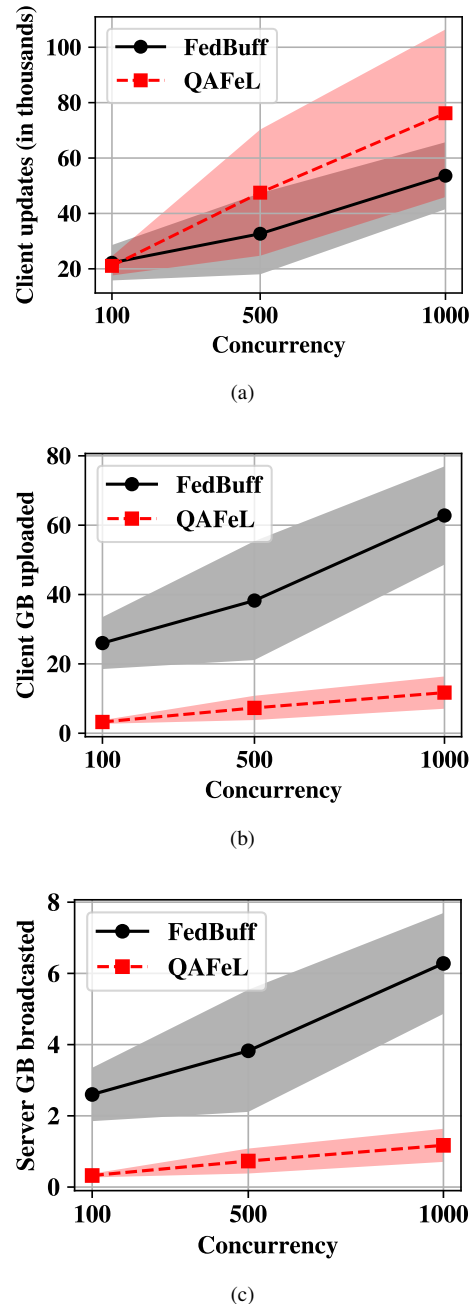 FedBuff
QAFeL
100
80
60
40
20
Client updates (in thousands)
100 500 1000
Concurrency
(a)
FedBuff
QAFeL
80
60
40
20
0
Client GB uploaded
100 500 1000
Concurrency
(b)
FedBuff
QAFeL
8
6
4
2
0
Server GB broadcasted
100 500 1000
Concurrency
(c)